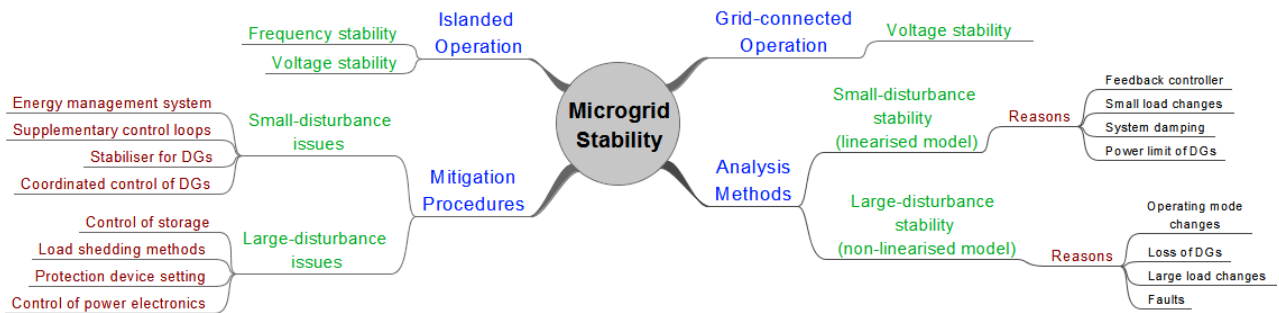 Microgrid
Stability
Islanded
Operation
Frequency stability
Voltage stability
Grid-connected
Operation
Voltage stability
Mitigation
Procedures
Small-disturbance
issues
Energy management system
Supplementary control loops
Stabiliser for DGs
Coordinated control of DGs
Large-disturbance
issues
Control of storage
Load shedding methods
Protection device setting
Control of power electronics
Analysis
Methods
Small-disturbance
stability
(linearised model)
Reasons
Feedback controller
Small load changes
System damping
Power limit of DGs
Large-disturbance
stability
(non-linearised model)
Reasons
Operating mode
changes
Loss of DGs
Large load changes
Faults